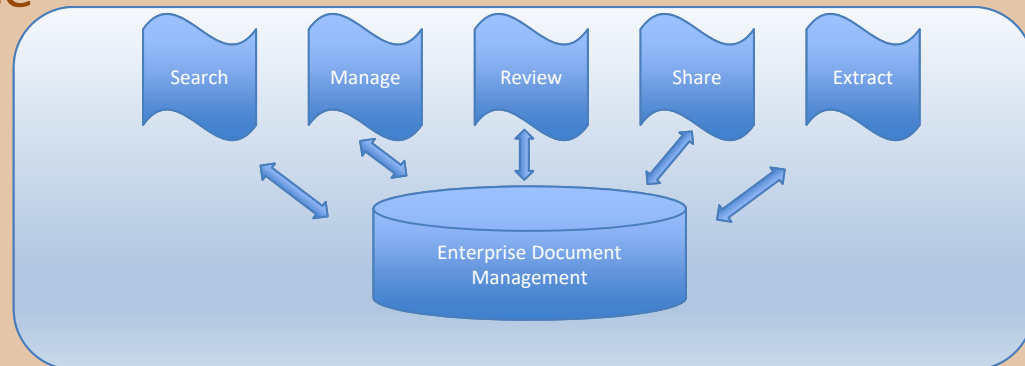 Search
Manage
Review
Share
Extract
Enterprise Document
Management